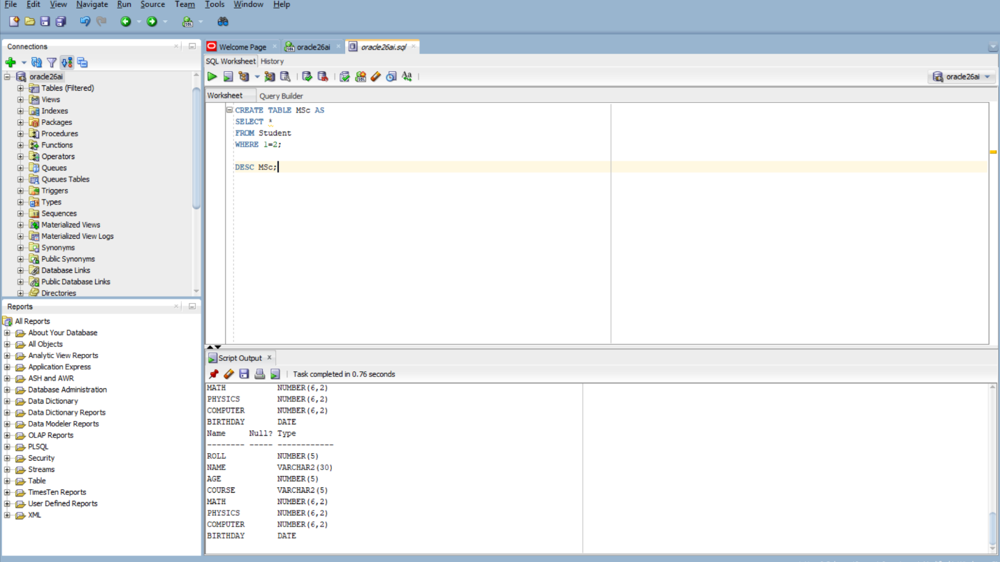 File Edit View Navigate Run Source Team Tools Window Help
Connections
oracle26ai
Tables (Filtered)
Views
Indexes
Packages
Procedures
Functions
Operators
Queues
Queues Tables
Triggers
Types
Sequences
Materialized Views
Materialized View Logs
Synonyms
Public Synonyms
Database Links
Public Database Links
Directories
Reports
All Reports
About Your Database
All Objects
Analytic View Reports
Application Express
ASH and AWR
Database Administration
Data Dictionary
Data Dictionary Reports
Data Modeler Reports
OLAP Reports
PLSQL
Security
Streams
Table
TimesTen Reports
User Defined Reports
XML
Welcome Page oracle26ai oracle26ai.sql
SQL Worksheet History
oracle26ai
Worksheet Query Builder
CREATE TABLE MSc AS
SELECT *
FROM Student
WHERE 1=2;
DESC MSc;
Script Output
Task completed in 0.76 seconds
MATH NUMBER(6,2)
PHYSICS NUMBER(6,2)
COMPUTER NUMBER(6,2)
BIRTHDAY DATE
Name Null? Type
-------- ----- ------------
ROLL NUMBER(5)
NAME VARCHAR2(30)
AGE NUMBER(5)
COURSE VARCHAR2(5)
MATH NUMBER(6,2)
PHYSICS NUMBER(6,2)
COMPUTER NUMBER(6,2)
BIRTHDAY DATE